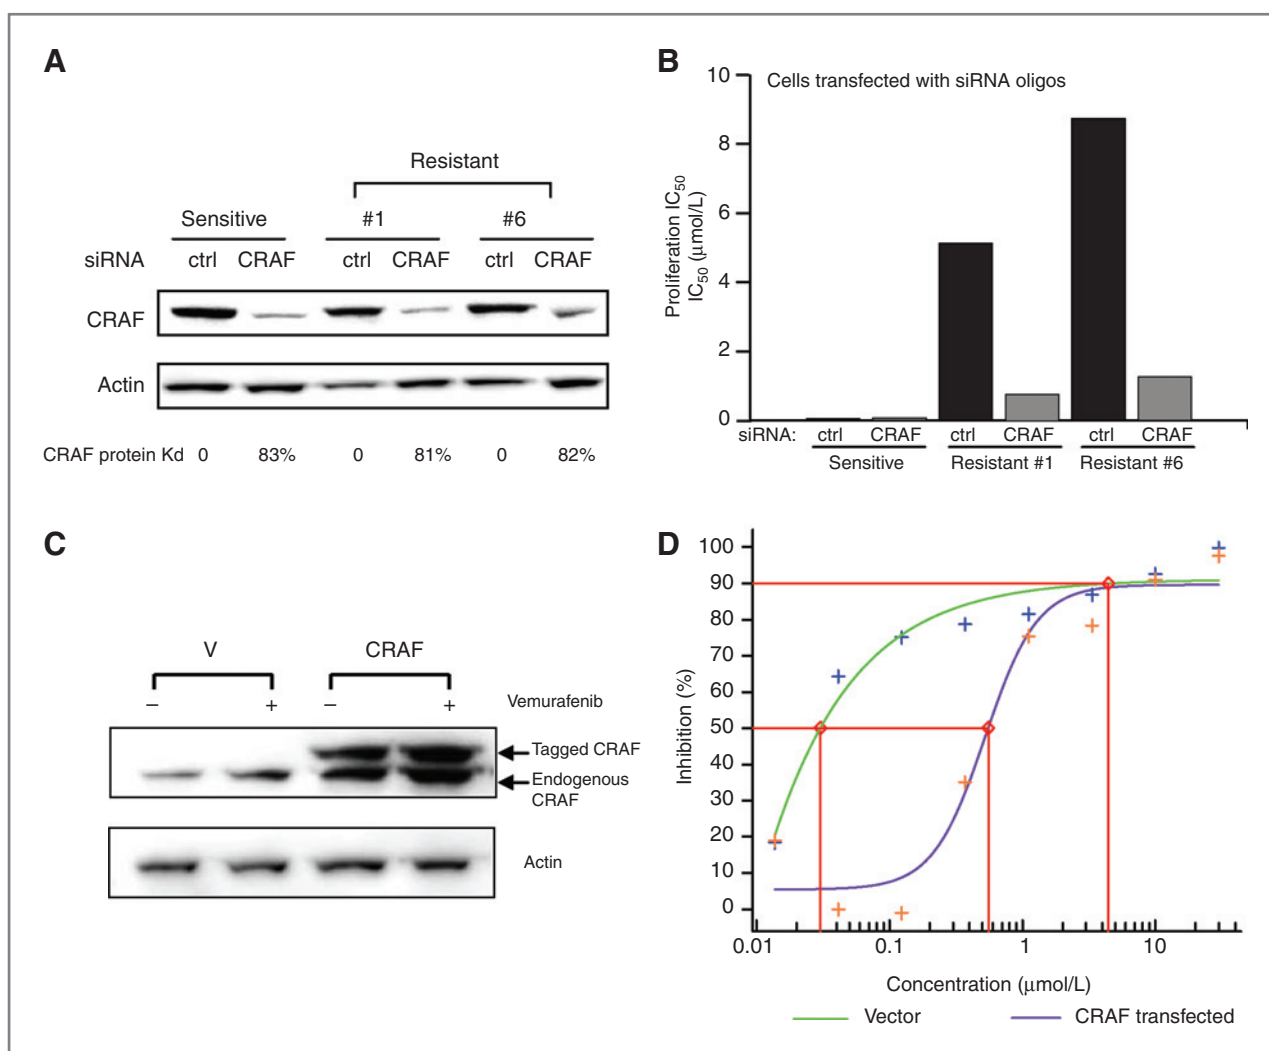 A
Resistant
Sensitive #1 #6
siRNA ctrl CRAF ctrl CRAF ctrl CRAF
CRAF
Actin
CRAF protein Kd 0 83% 0 81% 0 82%
B
Cells transfected with siRNA oligos
Proliferation IC50
IC50 (μmol/L)
10
8
6
4
2
0
siRNA: ctrl CRAF ctrl CRAF ctrl CRAF
Sensitive Resistant #1 Resistant #6
C
V CRAF
– + – + Vemurafenib
Tagged CRAF
Endogenous
CRAF
Actin
D
Inhibition (%)
100
90
80
70
60
50
40
30
20
10
0
0.01 0.1 1 10
Concentration (μmol/L)
Vector CRAF transfected